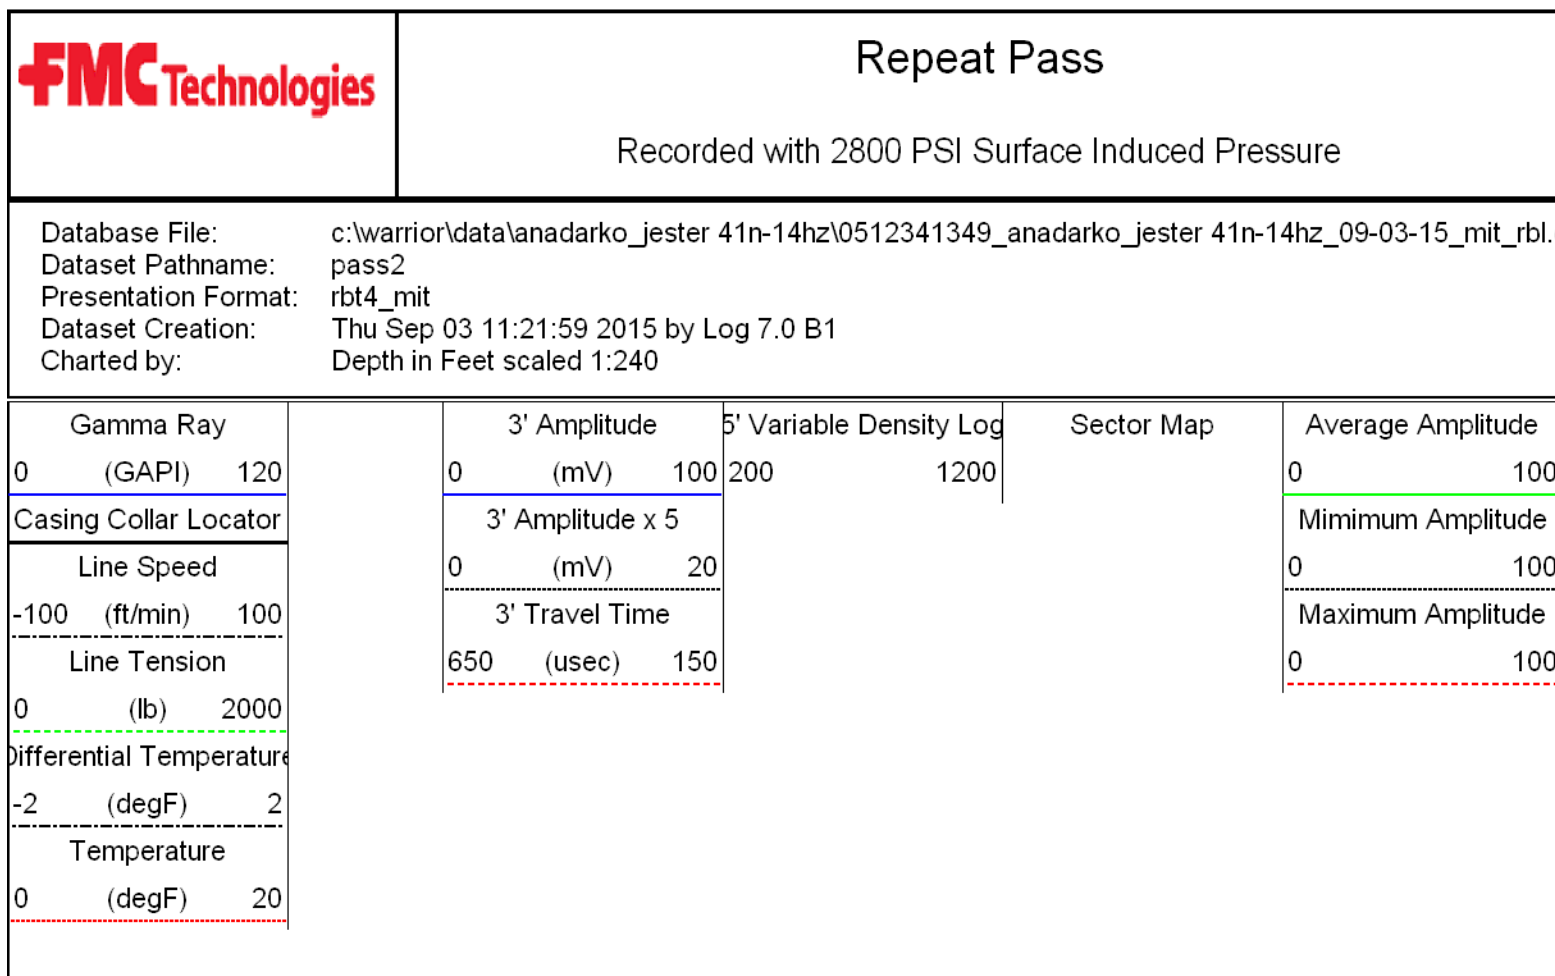 FMC Technologies
Repeat Pass
Recorded with 2800 PSI Surface Induced Pressure
Database File: c:\warrior\data\anadarko_jester 41n-14hz\0512341349_anadarko_jester 41n-14hz_09-03-15_mit_rbl.
Dataset Pathname: pass2
Presentation Format: rbt4_mit
Dataset Creation: Thu Sep 03 11:21:59 2015 by Log 7.0 B1
Charted by: Depth in Feet scaled 1:240
Gamma Ray
0 (GAPI) 120
Casing Collar Locator
Line Speed
-100 (ft/min) 100
Line Tension
0 (lb) 2000
Differential Temperature
-2 (degF) 2
Temperature
0 (degF) 20
3' Amplitude
0 (mV) 100
3' Amplitude x 5
0 (mV) 20
3' Travel Time
650 (usec) 150
5' Variable Density Log
200 1200
Sector Map
Average Amplitude
0 100
Mimimum Amplitude
0 100
Maximum Amplitude
0 100